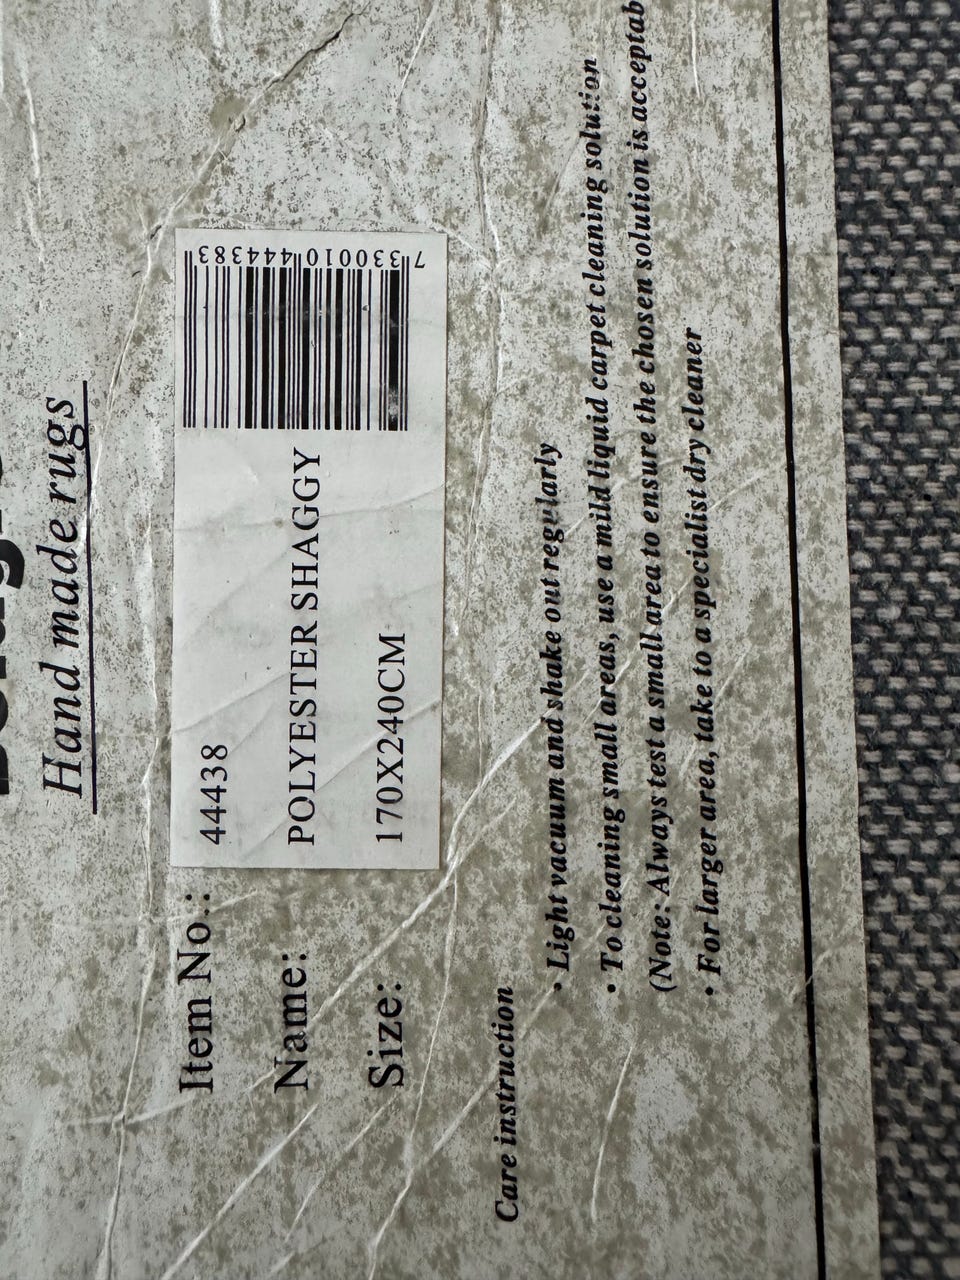 Hand made rugs
Item No.: 44438
Name: POLYESTER SHAGGY
Size: 170X240CM
7 330010 444383
Care instruction
• Light vacuum and shake out regularly
• To cleaning small areas, use a mild liquid carpet cleaning solution
(Note: Always test a small area to ensure the chosen solution is acceptab
• For larger area, take to a specialist dry cleaner